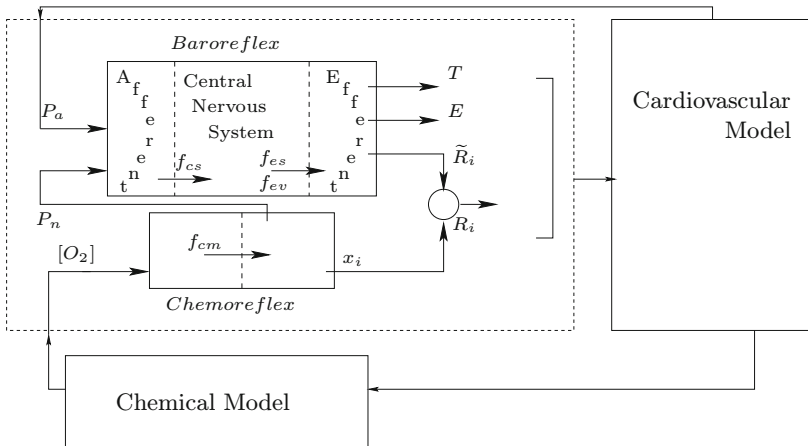 Baroreflex
Afferent
Central
Nervous
System
Efferent
T
E
P_a
R̃_i
f_cs
f_es
f_ev
P_n
R_i
[O_2]
f_cm
x_i
Chemoreflex
Cardiovascular
Model
Chemical Model